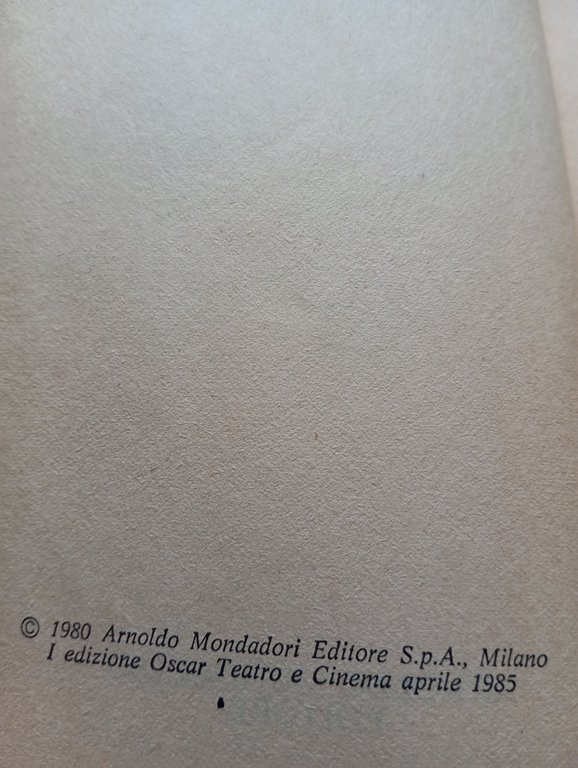 © 1980 Arnoldo Mondadori Editore S.p.A., Milano
I edizione Oscar Teatro e Cinema aprile 1985